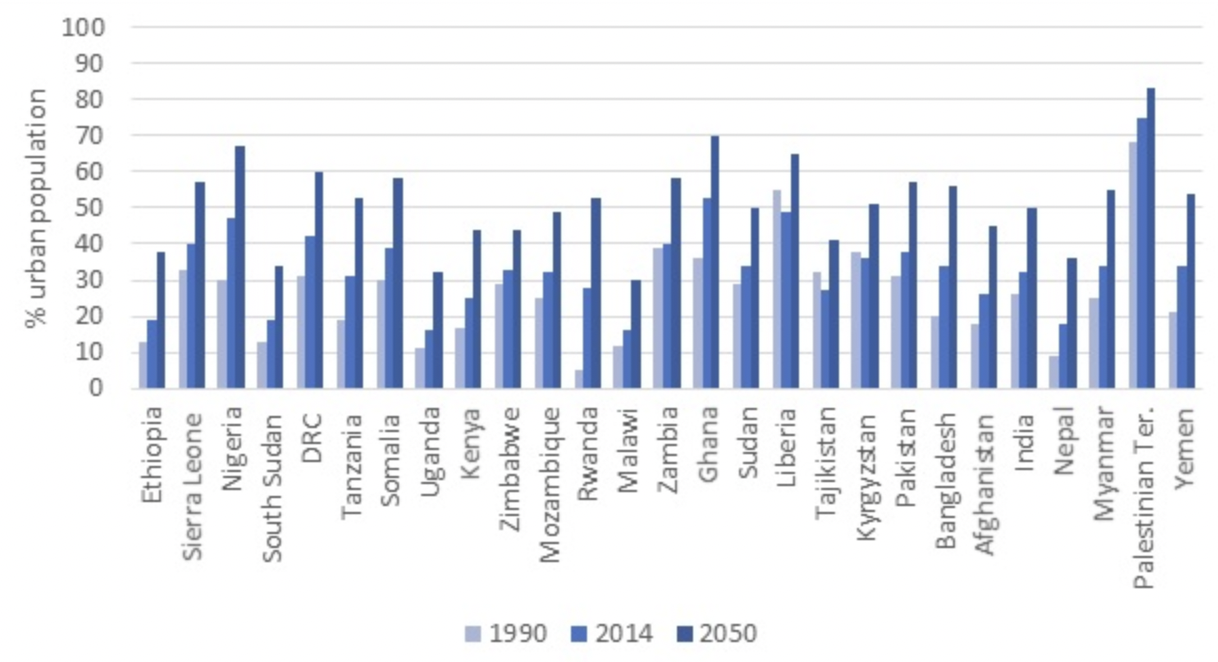 % urban population
100
90
80
70
60
50
40
30
20
10
0
Ethiopia
Sierra Leone
Nigeria
South Sudan
DRC
Tanzania
Somalia
Uganda
Kenya
Zimbabwe
Mozambique
Rwanda
Malawi
Zambia
Ghana
Sudan
Liberia
Tajikistan
Kyrgyzstan
Pakistan
Bangladesh
Afghanistan
India
Nepal
Myanmar
Palestinian Ter.
Yemen
1990 2014 2050